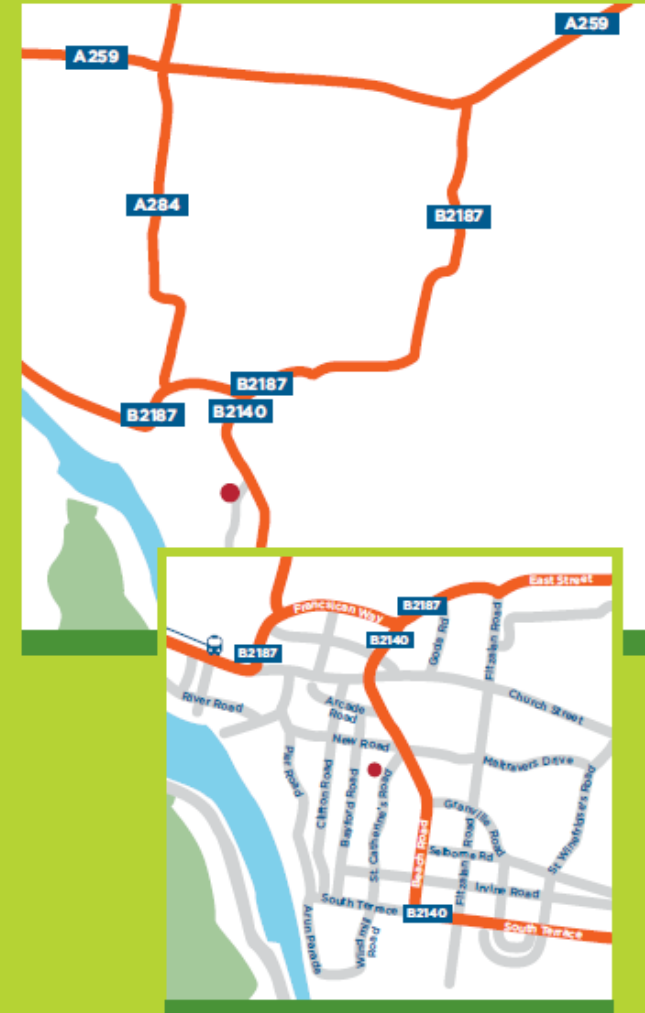 A259
A259
A284
B2187
B2187
B2187
B2140
East Street
Franciscan Way
B2187
B2140
B2187
Goda Rd
Fitzalan Road
River Road
Arcade
Road
Church Street
New Road
Maltravers Drive
Pier Road
Clifton Road
Bayford Road
St. Catherine's Road
Granville Road
St Winefride's Road
Beach Road
Selborne Rd
Fitzalan Road
Irvine Road
South Terrace
B2140
South Terrace
Arun Parade
Windmill
Road